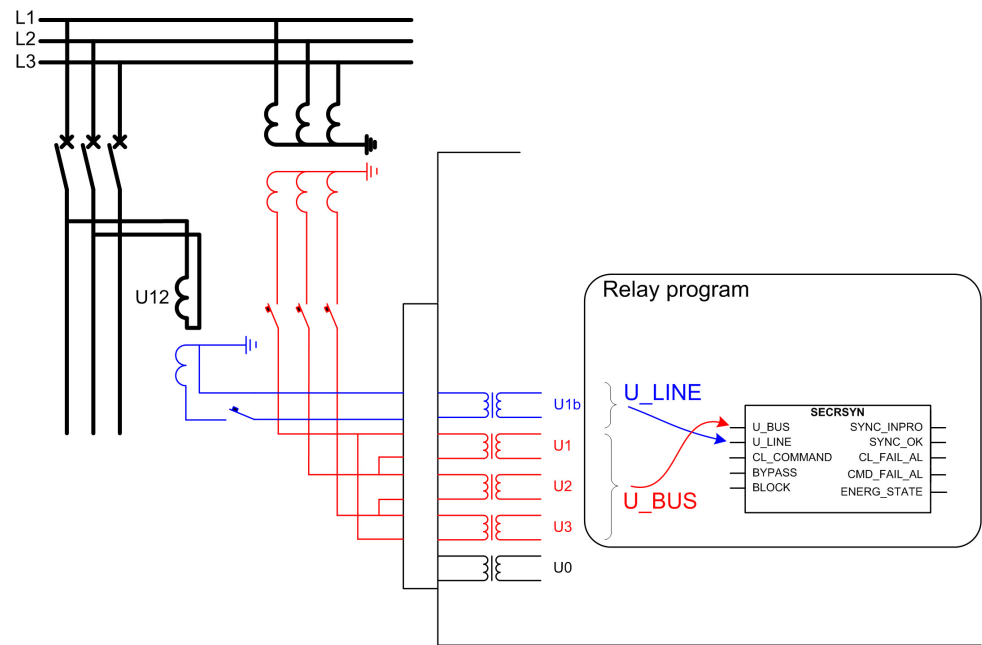 L1
L2
L3
U12
Relay program
U1b
U_LINE
SECRSYN
U_BUS SYNC_INPRO
U_LINE SYNC_OK
CL_COMMAND CL_FAIL_AL
BYPASS CMD_FAIL_AL
BLOCK ENERG_STATE
U1
U2
U_BUS
U3
U0